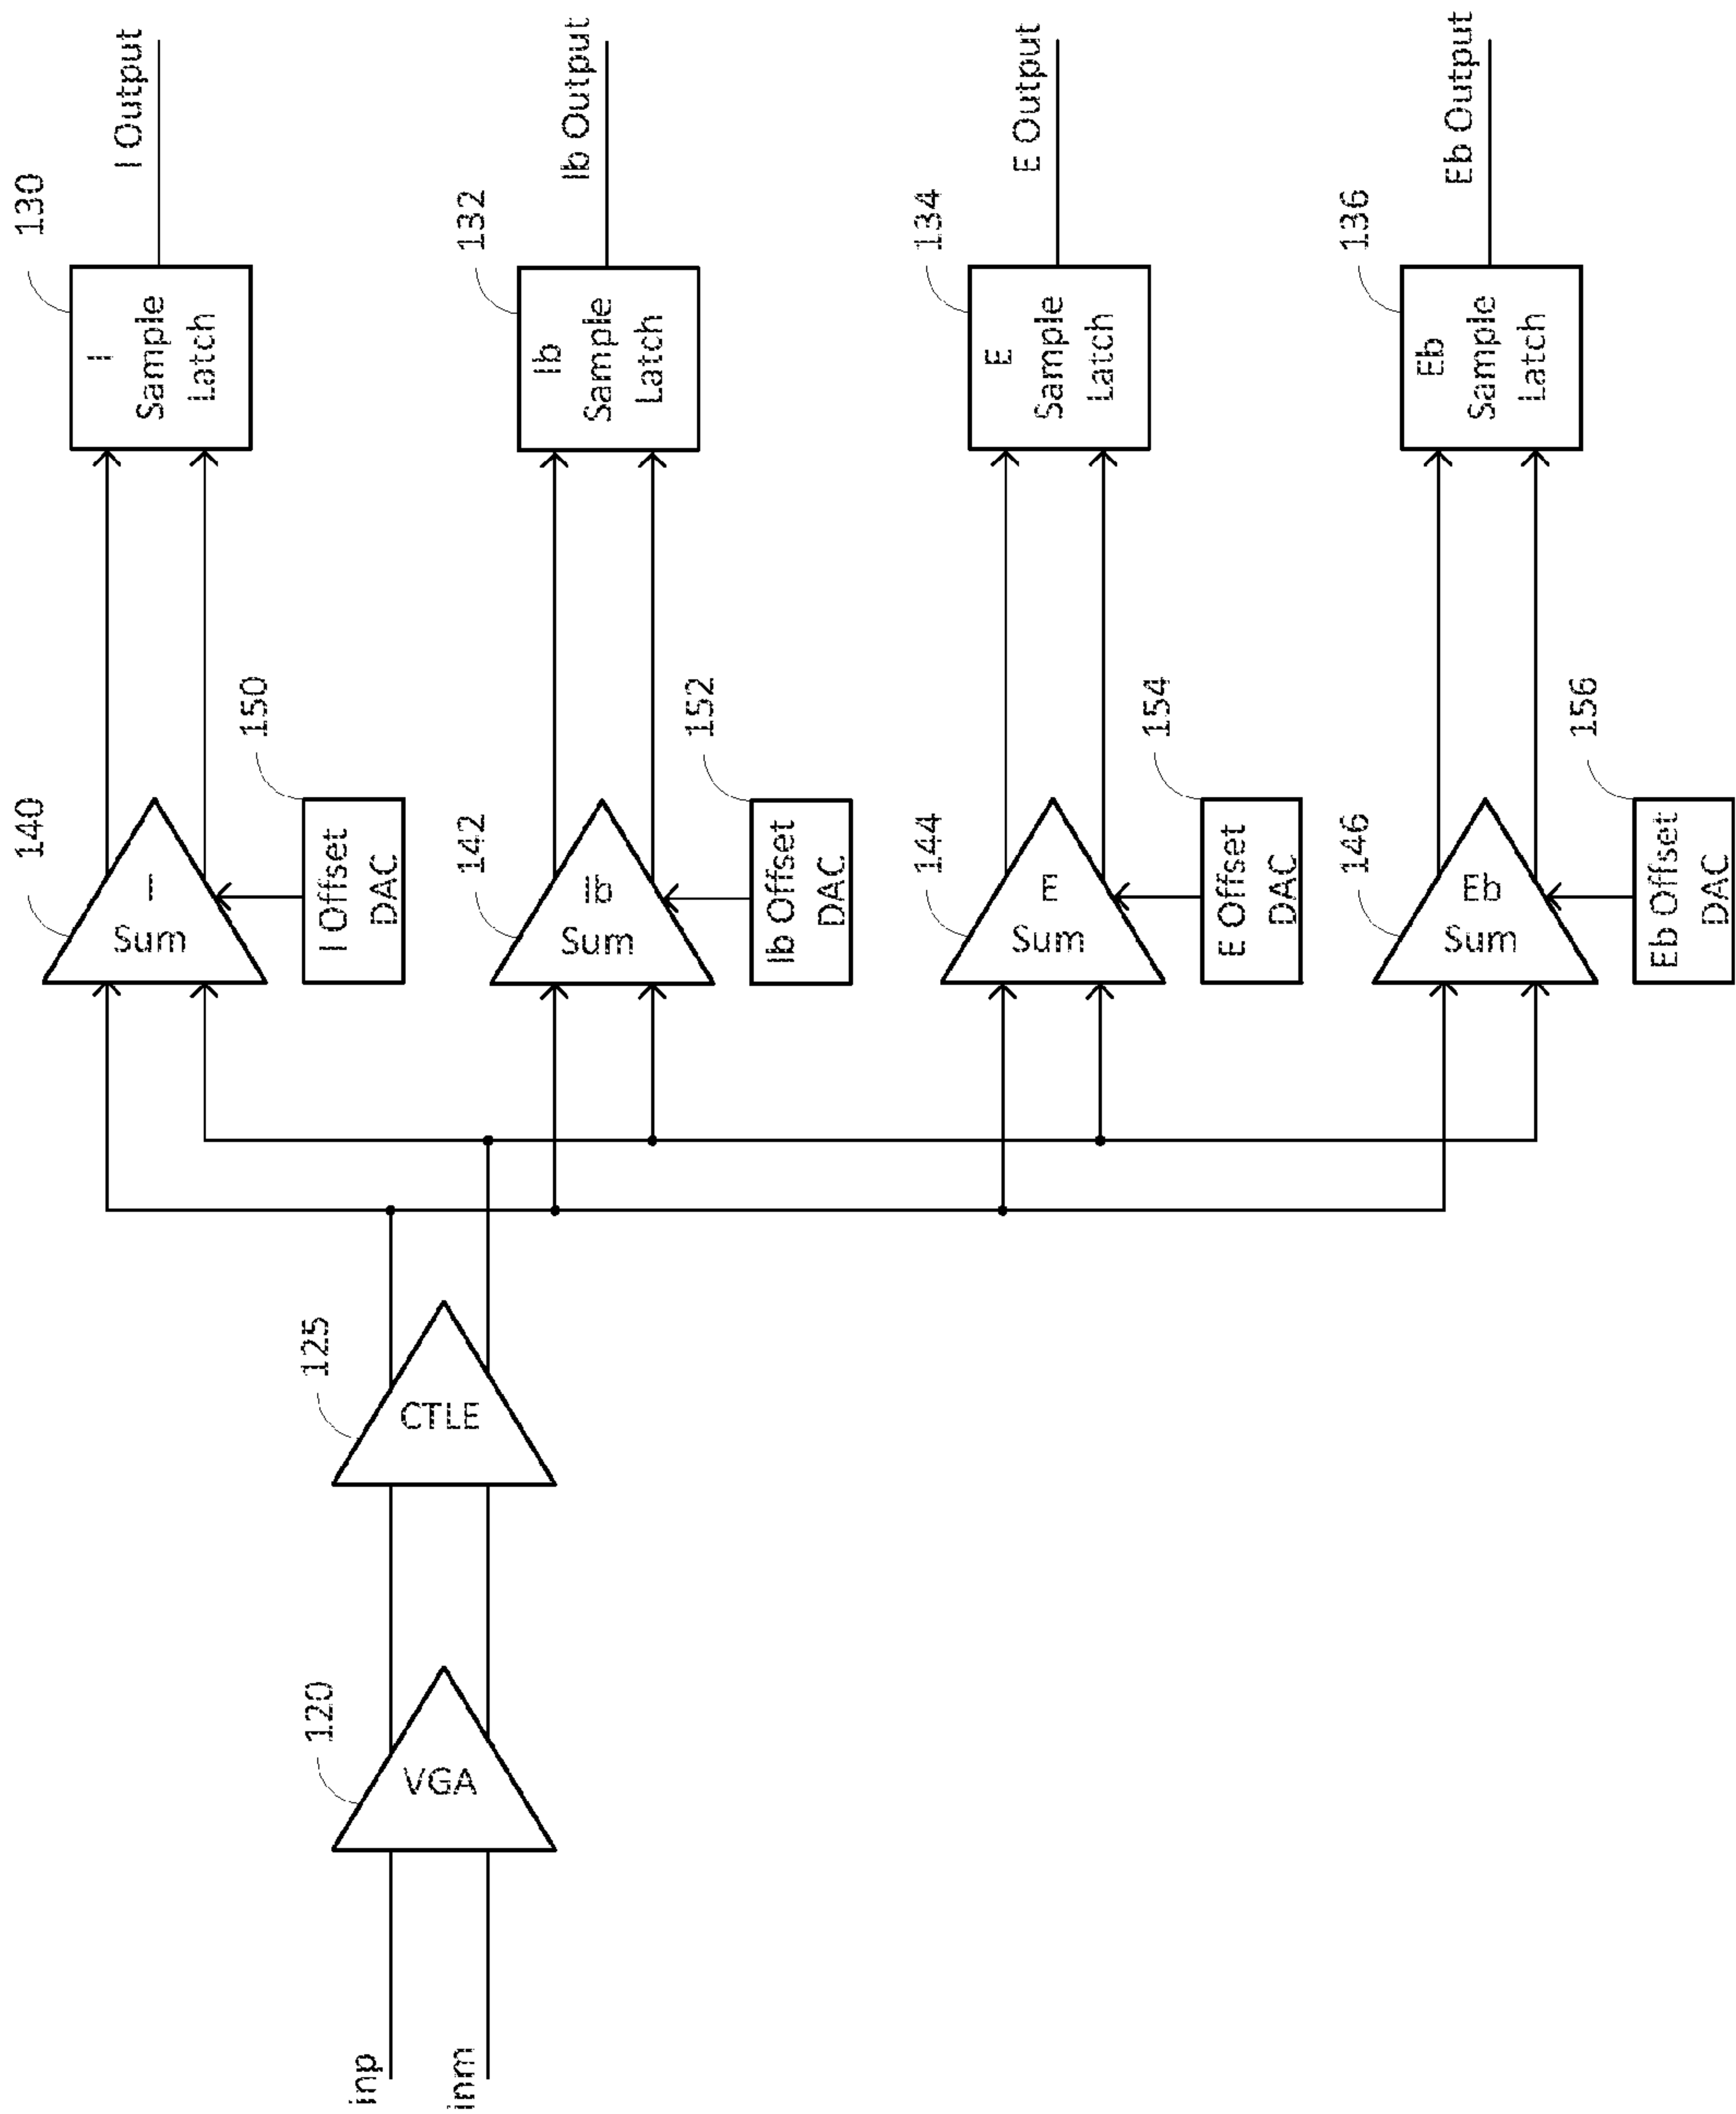 inp
inm
VGA
120
CTLE
125
I
Sum
140
I Offset
DAC
150
I
Sample
Latch
130
I Output
Ib
Sum
142
Ib Offset
DAC
152
Ib
Sample
Latch
132
Ib Output
E
Sum
144
E Offset
DAC
154
E
Sample
Latch
134
E Output
Eb
Sum
146
Eb Offset
DAC
156
Eb
Sample
Latch
136
Eb Output